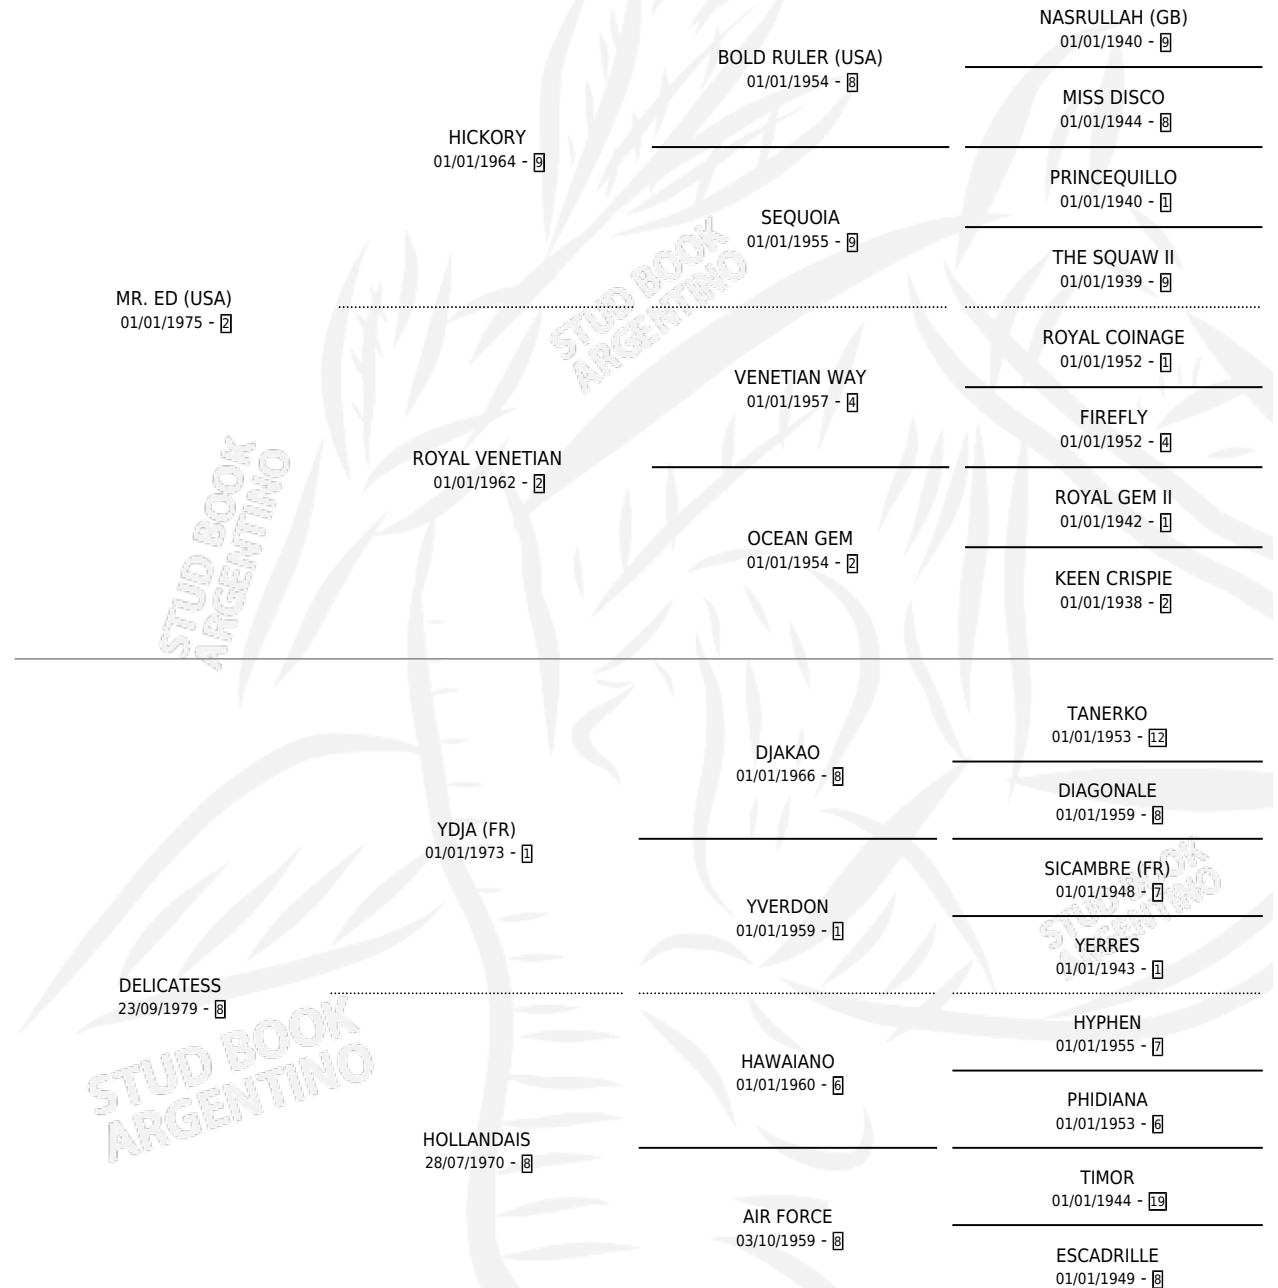 NASRULLAH (GB)
01/01/1940 - 9
BOLD RULER (USA)
01/01/1954 - 8
MISS DISCO
01/01/1944 - 8
HICKORY
01/01/1964 - 9
PRINCEQUILLO
01/01/1940 - 1
SEQUOIA
01/01/1955 - 9
THE SQUAW II
01/01/1939 - 9
MR. ED (USA)
01/01/1975 - 2
ROYAL COINAGE
01/01/1952 - 1
VENETIAN WAY
01/01/1957 - 4
FIREFLY
01/01/1952 - 4
ROYAL VENETIAN
01/01/1962 - 2
ROYAL GEM II
01/01/1942 - 1
OCEAN GEM
01/01/1954 - 2
KEEN CRISPIE
01/01/1938 - 2
TANERKO
01/01/1953 - 12
DJAKAO
01/01/1966 - 8
DIAGONALE
01/01/1959 - 8
YDJA (FR)
01/01/1973 - 1
SICAMBRE (FR)
01/01/1948 - 7
YVERDON
01/01/1959 - 1
YERRES
01/01/1943 - 1
DELICATESS
23/09/1979 - 8
HYPHEN
01/01/1955 - 7
HAWAIANO
01/01/1960 - 6
PHIDIANA
01/01/1953 - 6
HOLLANDAIS
28/07/1970 - 8
TIMOR
01/01/1944 - 19
AIR FORCE
03/10/1959 - 8
ESCADRILLE
01/01/1949 - 8
STUD BOOK
ARGENTINO
STUD BOOK
ARGENTINO
STUD BOOK
ARGENTINO
STUD BOOK
ARGENTINO